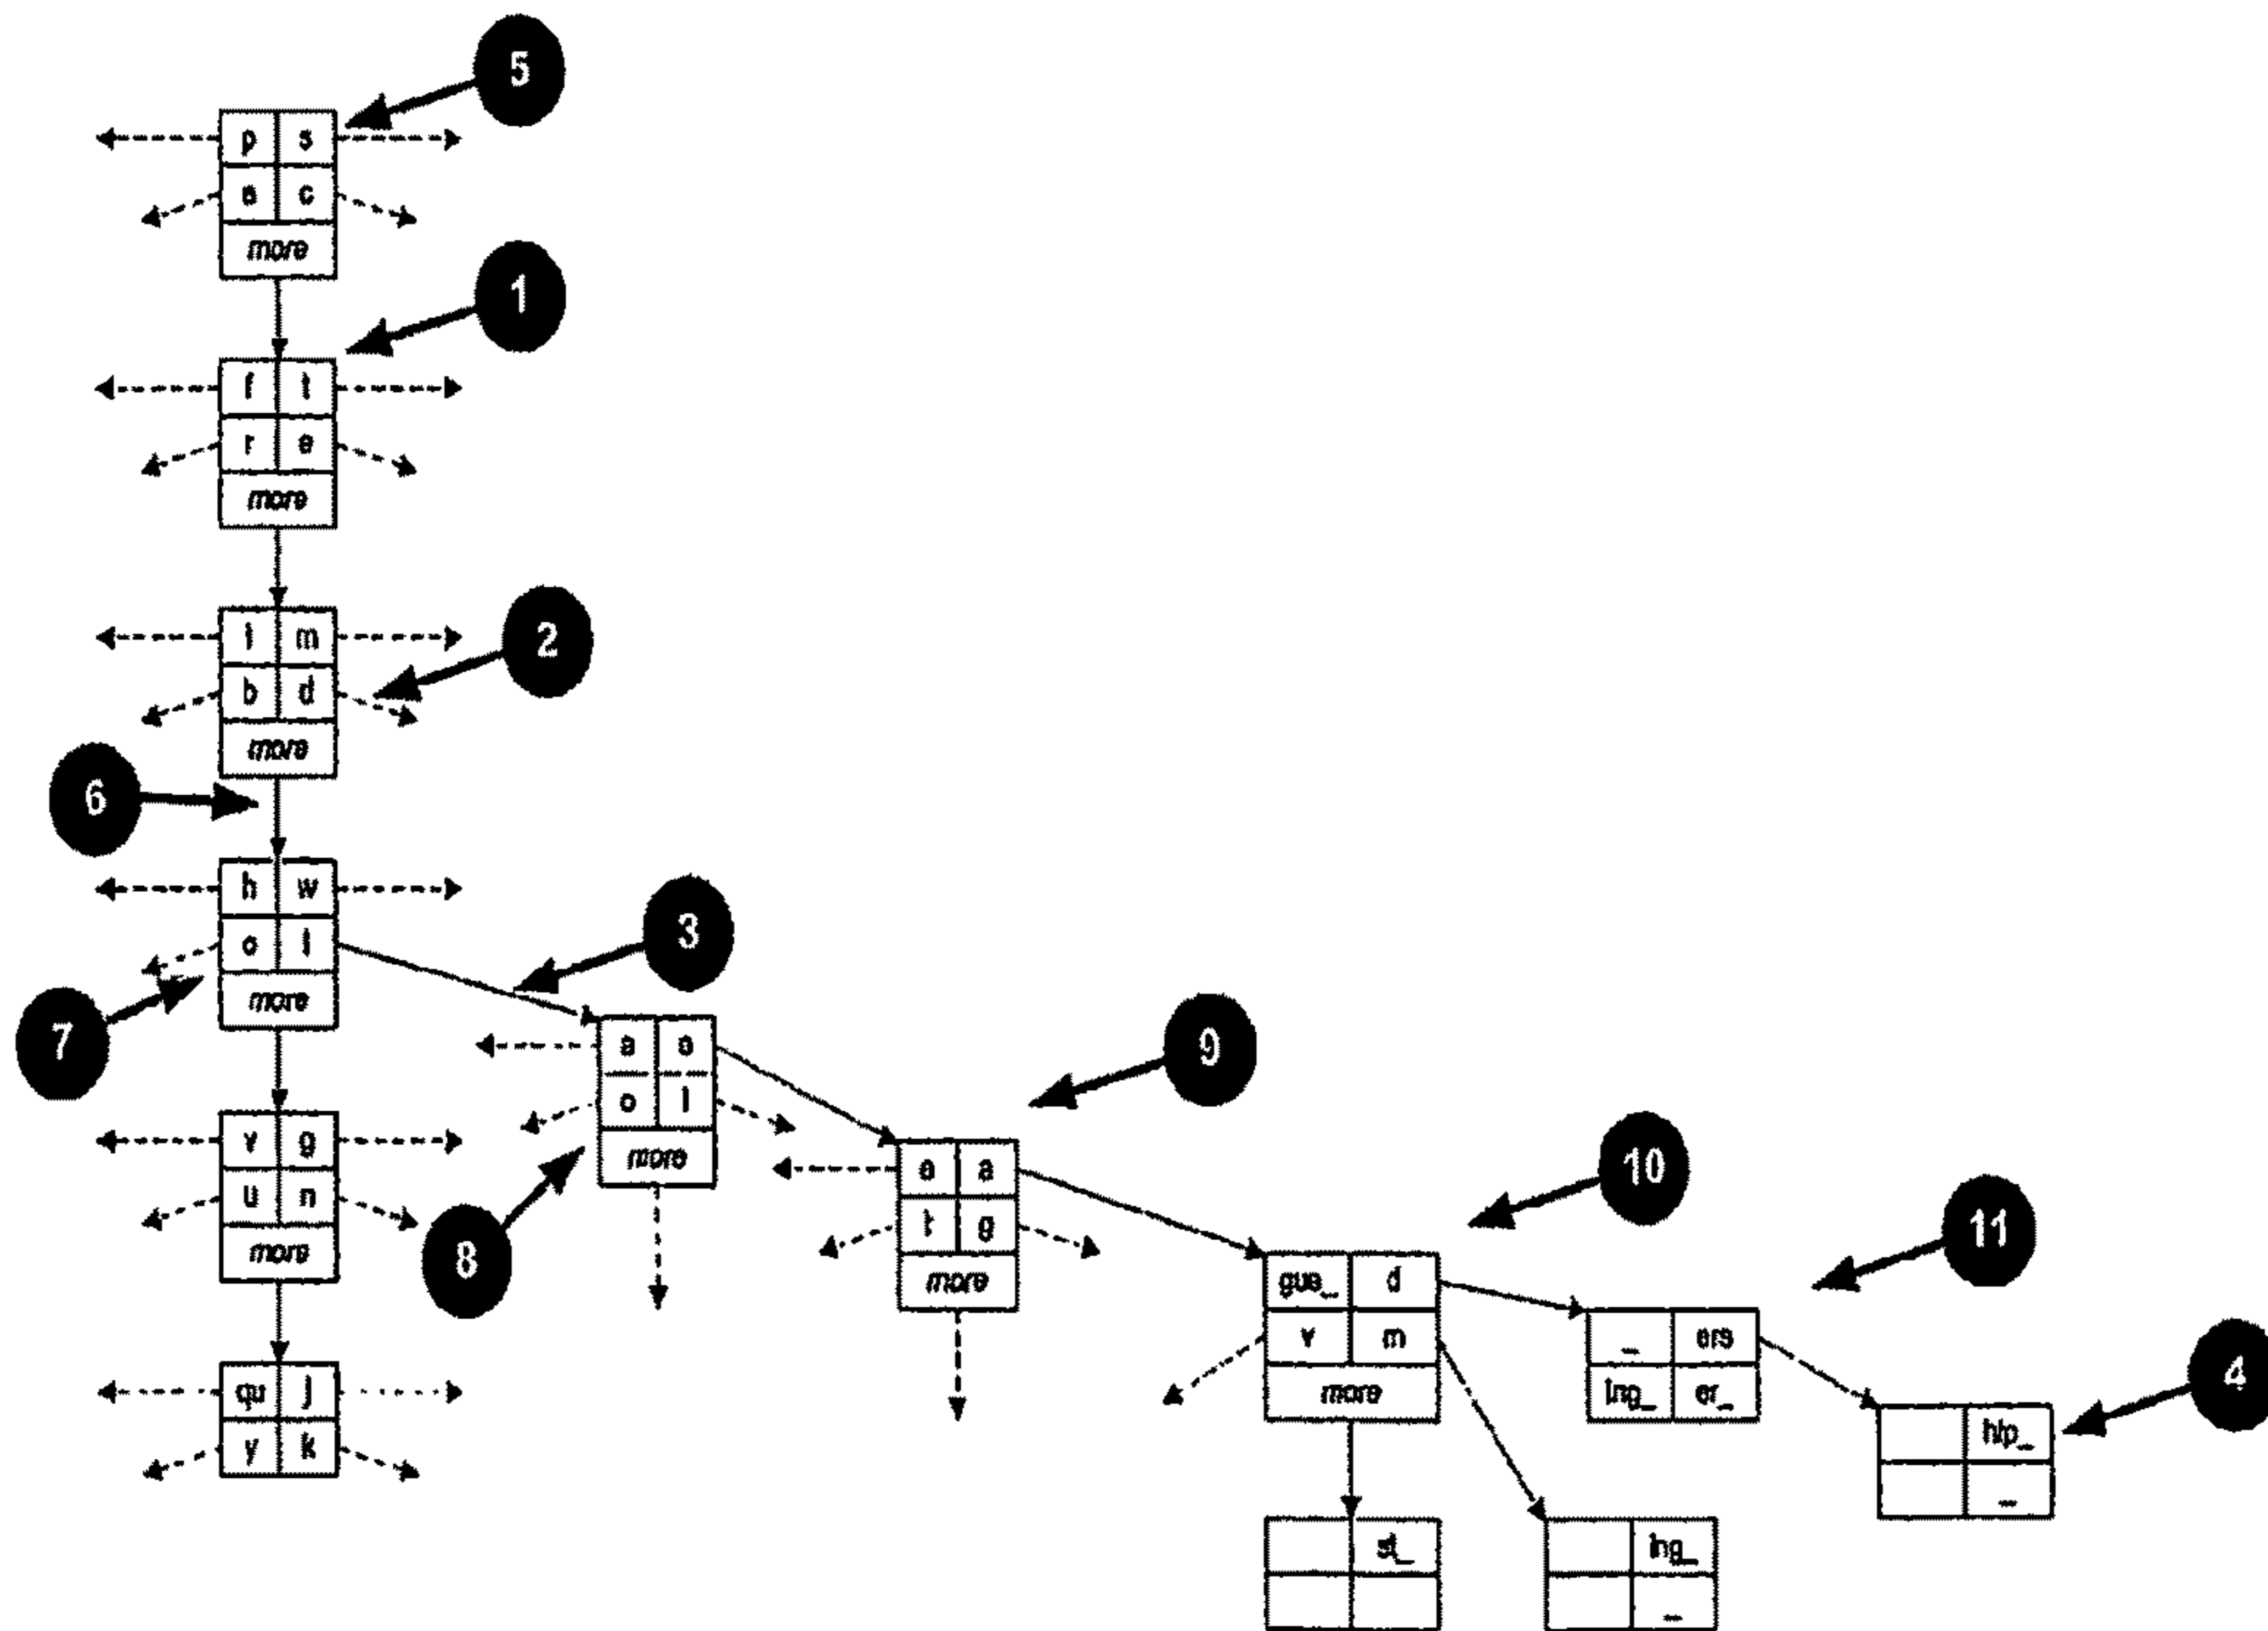 5
p s
a c
more
1
f t
r e
more
2
i m
b d
more
6
h w
o l
more
7
3
v g
u n
more
qu j
y k
8
o l
more
9
e a
more
10
gue_ d
v m
more
11
_ ers
ing_ er_
4
hip_
_
st_
ing_
_